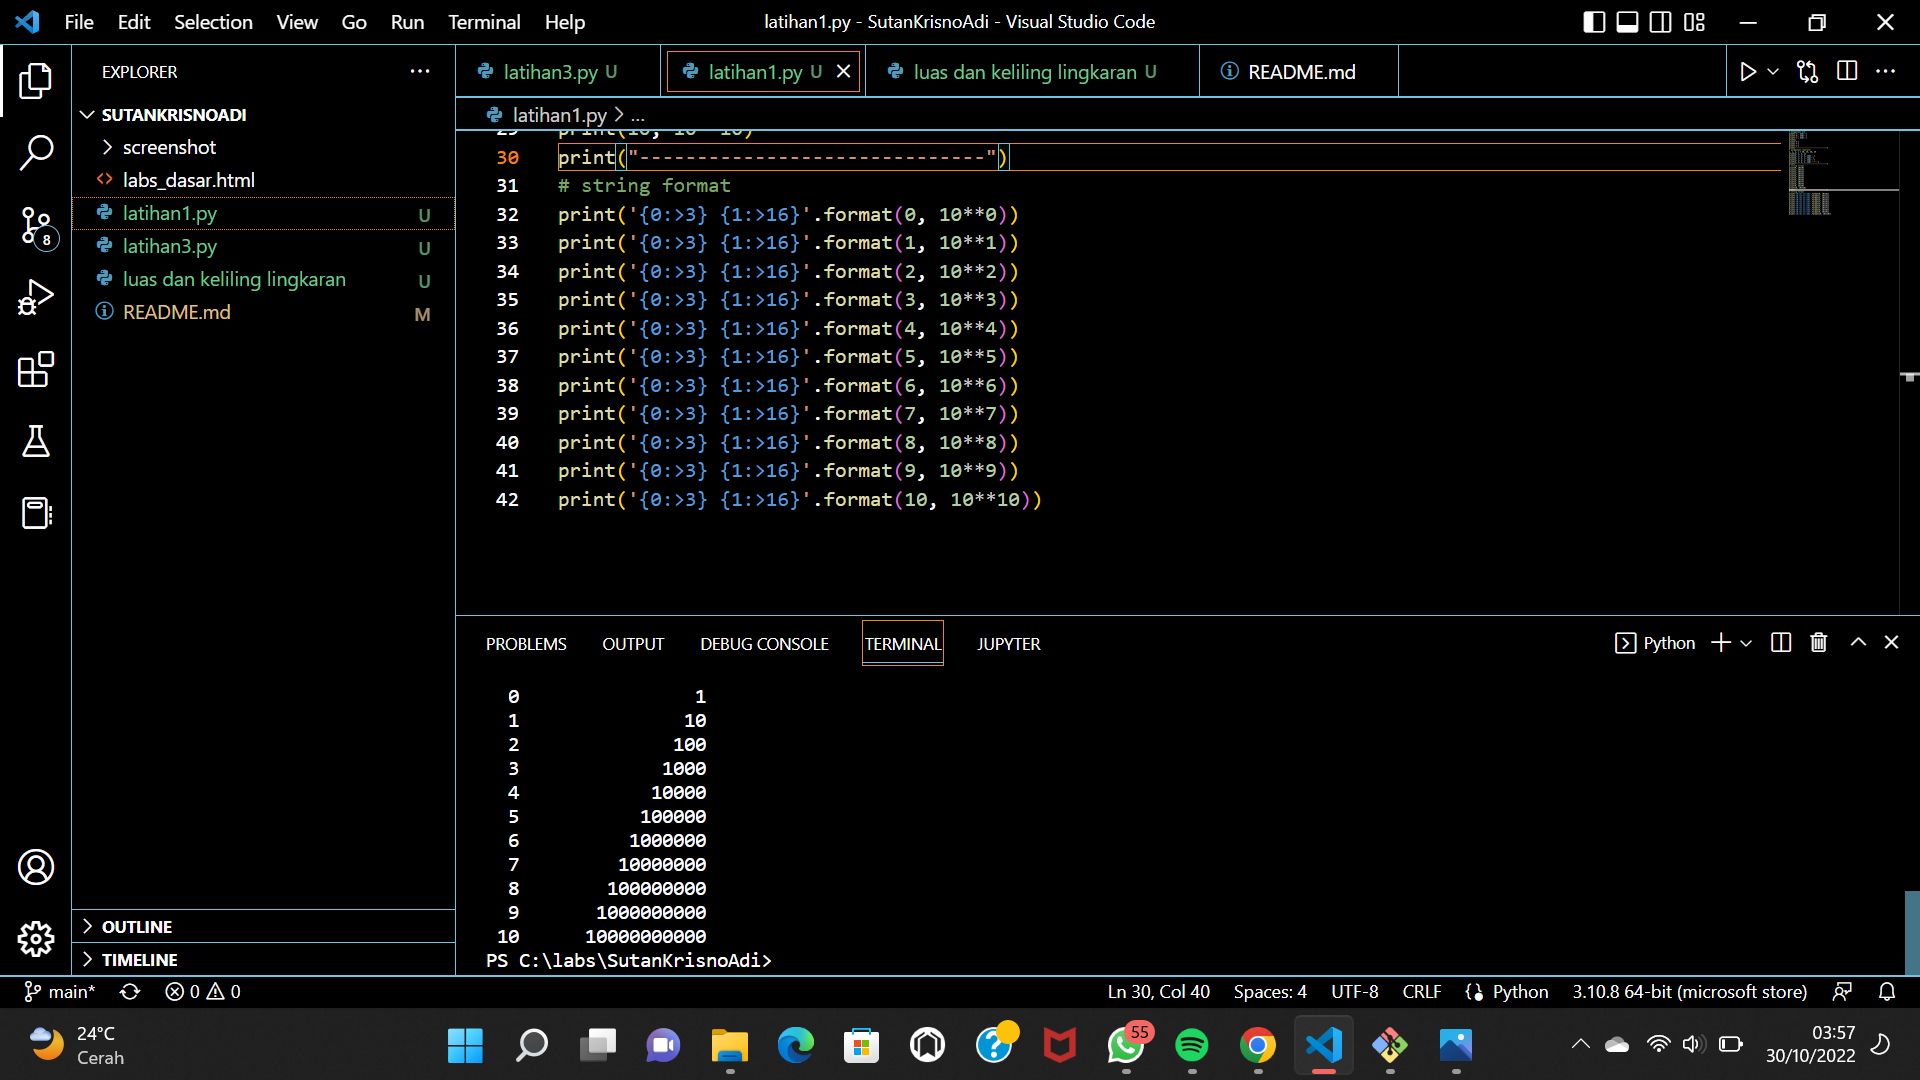 File Edit Selection View Go Run Terminal Help
latihan1.py - SutanKrisnoAdi - Visual Studio Code
EXPLORER
SUTANKRISNOADI
screenshot
labs_dasar.html
latihan1.py U
latihan3.py U
luas dan keliling lingkaran U
README.md M
OUTLINE
TIMELINE
8
latihan3.py U
latihan1.py U
luas dan keliling lingkaran U
README.md
latihan1.py > ...
29 print(10, 10**10)
30 print("------------------------------")
31 # string format
32 print('{0:>3} {1:>16}'.format(0, 10**0))
33 print('{0:>3} {1:>16}'.format(1, 10**1))
34 print('{0:>3} {1:>16}'.format(2, 10**2))
35 print('{0:>3} {1:>16}'.format(3, 10**3))
36 print('{0:>3} {1:>16}'.format(4, 10**4))
37 print('{0:>3} {1:>16}'.format(5, 10**5))
38 print('{0:>3} {1:>16}'.format(6, 10**6))
39 print('{0:>3} {1:>16}'.format(7, 10**7))
40 print('{0:>3} {1:>16}'.format(8, 10**8))
41 print('{0:>3} {1:>16}'.format(9, 10**9))
42 print('{0:>3} {1:>16}'.format(10, 10**10))
PROBLEMS OUTPUT DEBUG CONSOLE TERMINAL JUPYTER
Python
0 1
1 10
2 100
3 1000
4 10000
5 100000
6 1000000
7 10000000
8 100000000
9 1000000000
10 10000000000
PS C:\labs\SutanKrisnoAdi>
main* 0 0
Ln 30, Col 40 Spaces: 4 UTF-8 CRLF Python 3.10.8 64-bit (microsoft store)
24°C
Cerah
55
03:57
30/10/2022